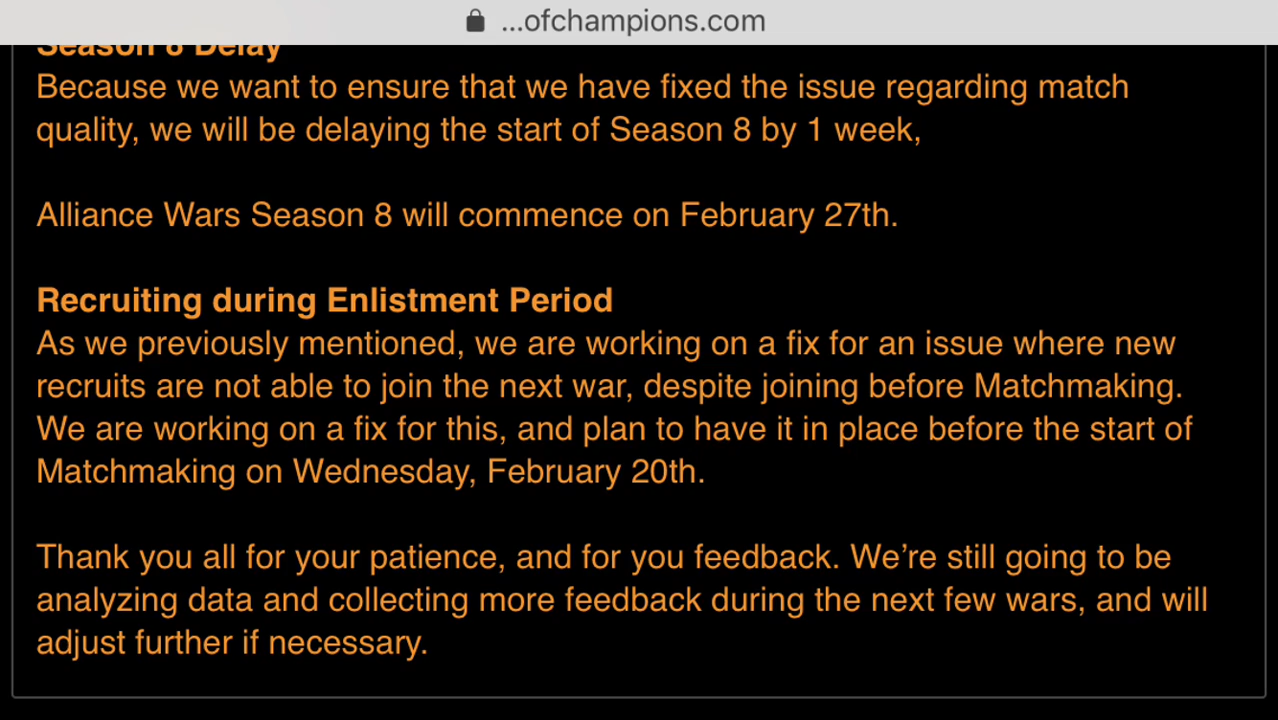 ...ofchampions.com
Season 8 Delay
Because we want to ensure that we have fixed the issue regarding match
quality, we will be delaying the start of Season 8 by 1 week,
Alliance Wars Season 8 will commence on February 27th.
Recruiting during Enlistment Period
As we previously mentioned, we are working on a fix for an issue where new
recruits are not able to join the next war, despite joining before Matchmaking.
We are working on a fix for this, and plan to have it in place before the start of
Matchmaking on Wednesday, February 20th.
Thank you all for your patience, and for you feedback. We’re still going to be
analyzing data and collecting more feedback during the next few wars, and will
adjust further if necessary.